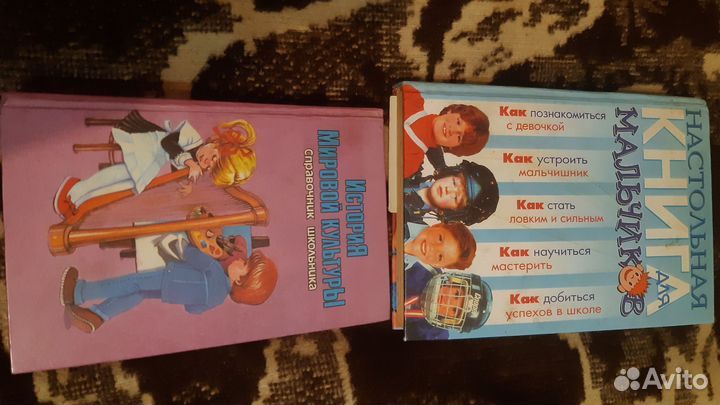 История
Мировой культуры
Справочник школьника
НАСТОЛЬНАЯ
КНИГА
ДЛЯ
МАЛЬЧИКОВ
Как познакомиться
с девочкой
Как устроить
мальчишник
Как стать
ловким и сильным
Как научиться
мастерить
Как добиться
успехов в школе
Avito